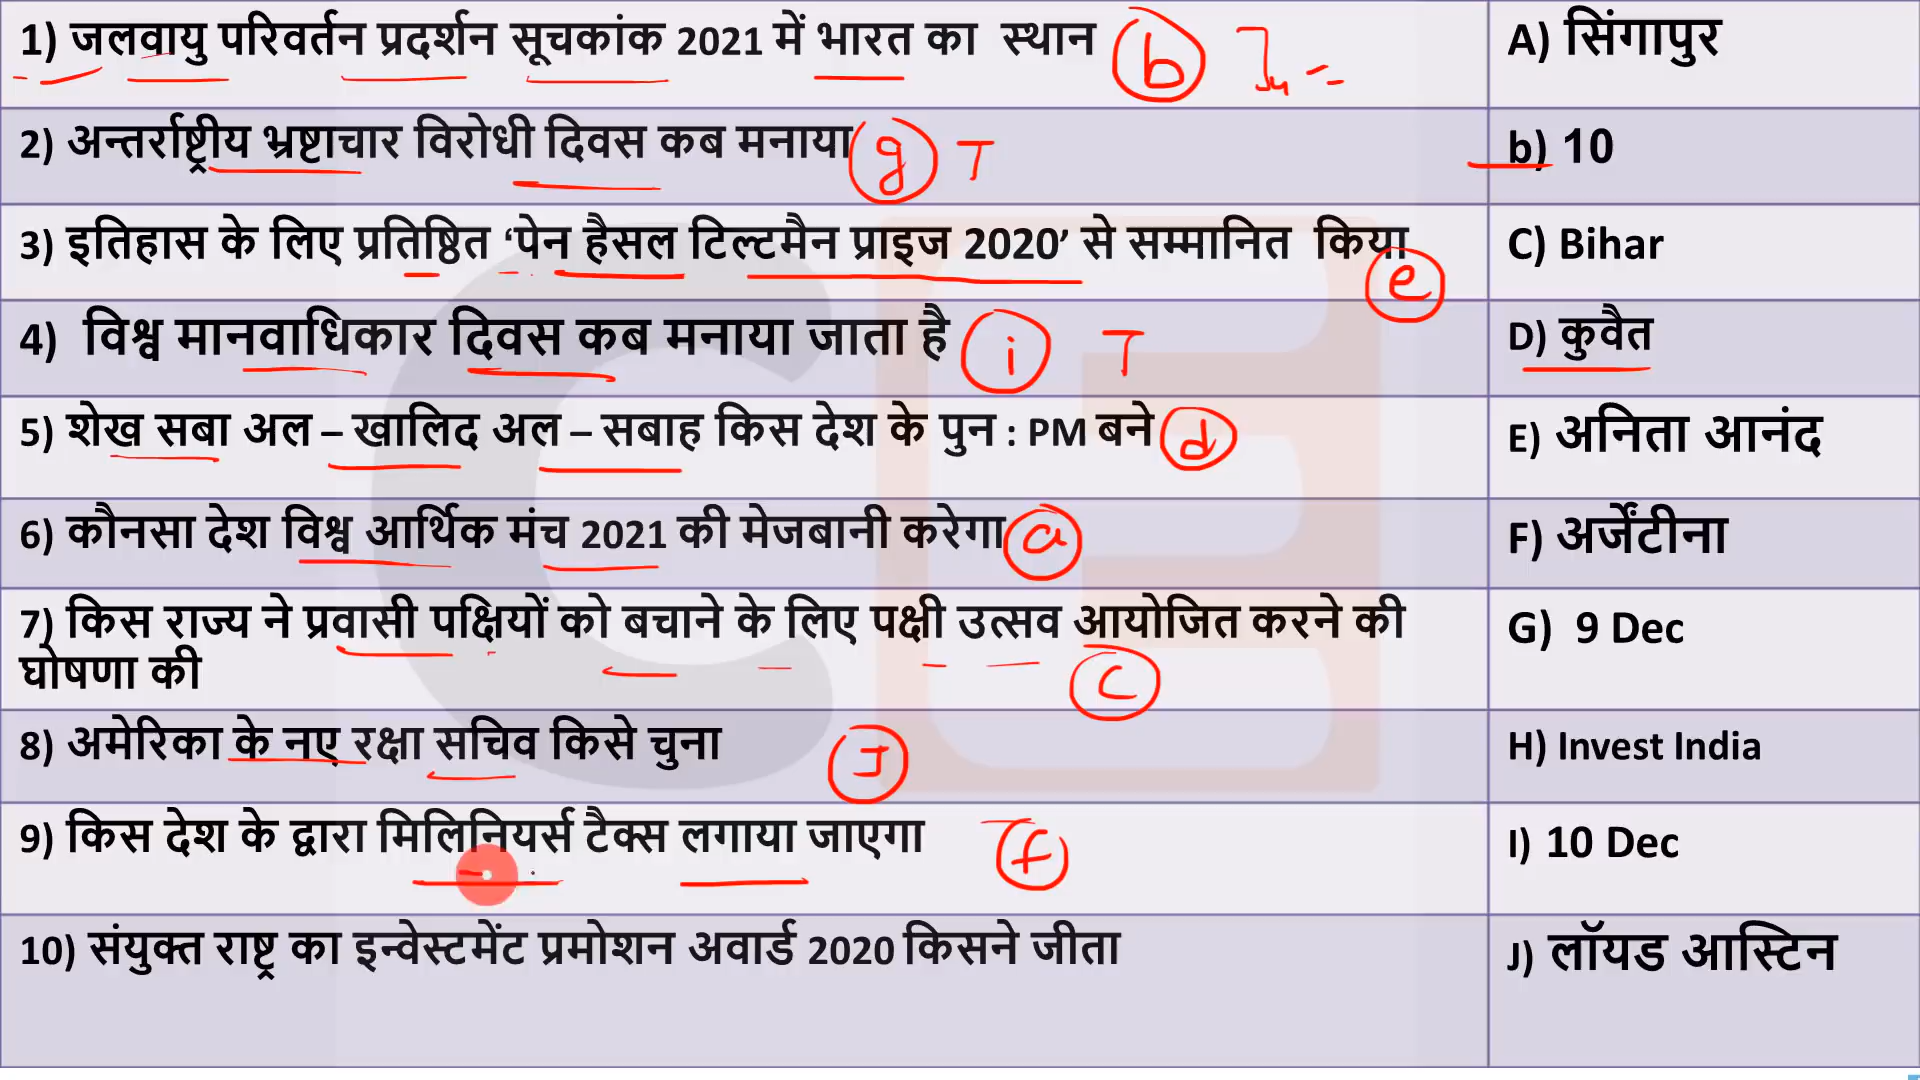 1) जलवायु परिवर्तन प्रदर्शन सूचकांक 2021 में भारत का स्थान b
A) सिंगापुर
2) अन्तर्राष्ट्रीय भ्रष्टाचार विरोधी दिवस कब मनाया g T
b) 10
3) इतिहास के लिए प्रतिष्ठित ‘पेन हैसल टिल्टमैन प्राइज 2020’ से सम्मानित किया e
C) Bihar
4) विश्व मानवाधिकार दिवस कब मनाया जाता है i T
D) कुवैत
5) शेख सबा अल – खालिद अल – सबाह किस देश के पुन : PM बने d
E) अनिता आनंद
6) कौनसा देश विश्व आर्थिक मंच 2021 की मेजबानी करेगा a
F) अर्जेंटीना
7) किस राज्य ने प्रवासी पक्षियों को बचाने के लिए पक्षी उत्सव आयोजित करने की
घोषणा की c
G) 9 Dec
8) अमेरिका के नए रक्षा सचिव किसे चुना J
H) Invest India
9) किस देश के द्वारा मिलिनियर्स टैक्स लगाया जाएगा f
I) 10 Dec
10) संयुक्त राष्ट्र का इन्वेस्टमेंट प्रमोशन अवार्ड 2020 किसने जीता
J) लॉयड आस्टिन